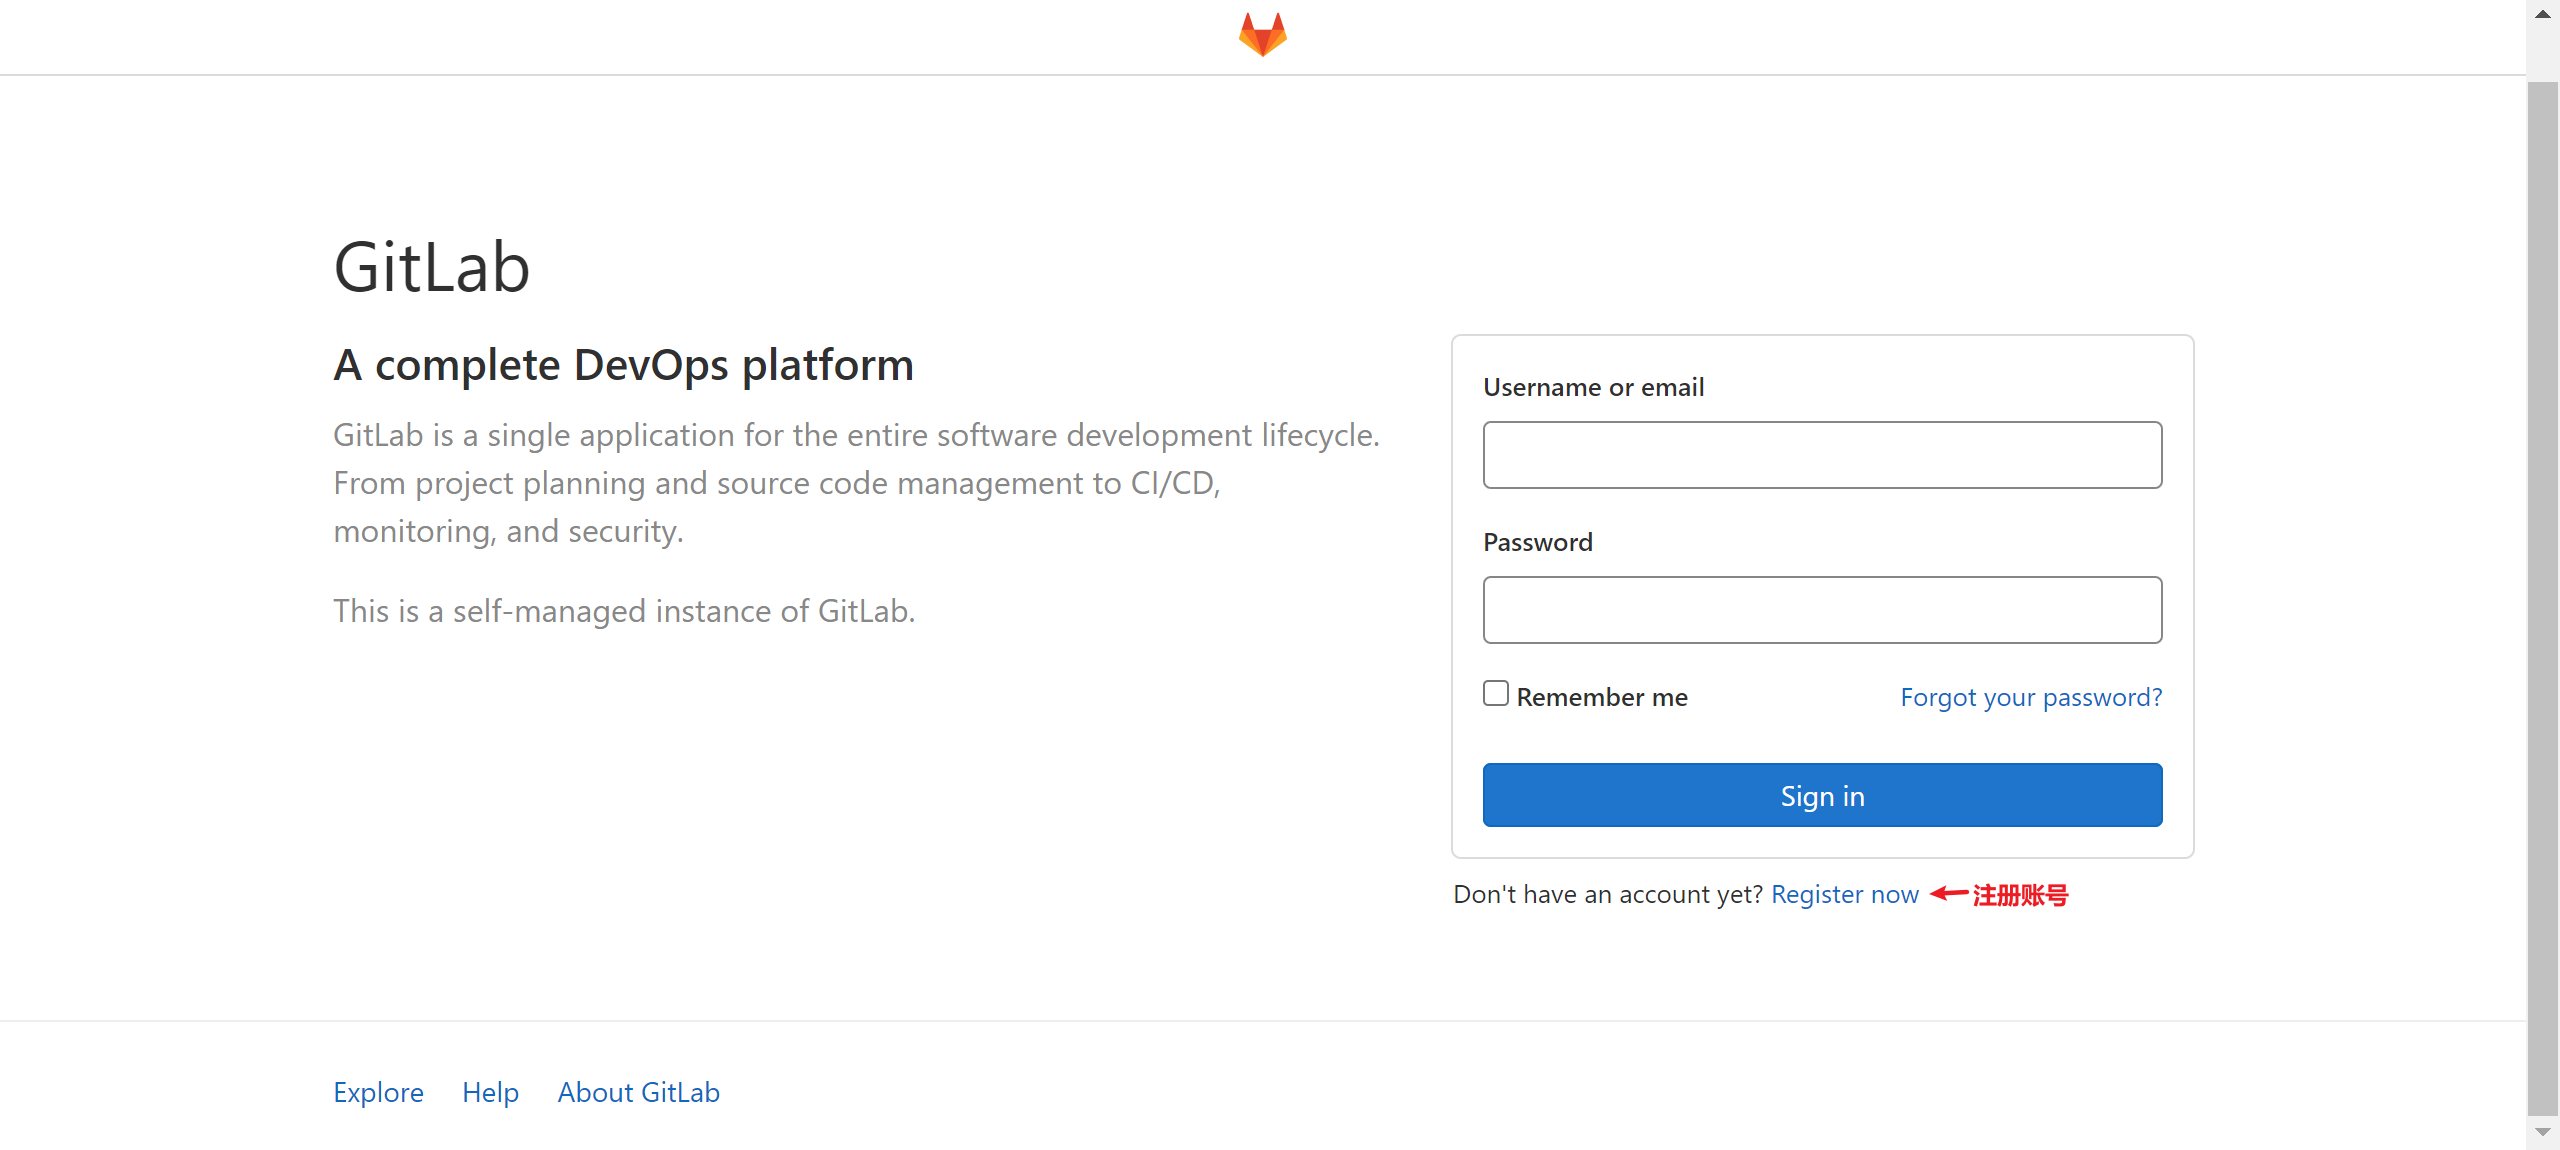 GitLab
A complete DevOps platform
GitLab is a single application for the entire software development lifecycle.
From project planning and source code management to CI/CD,
monitoring, and security.
This is a self-managed instance of GitLab.
Username or email
Password
Remember me
Forgot your password?
Sign in
Don't have an account yet? Register now 注册账号
Explore Help About GitLab